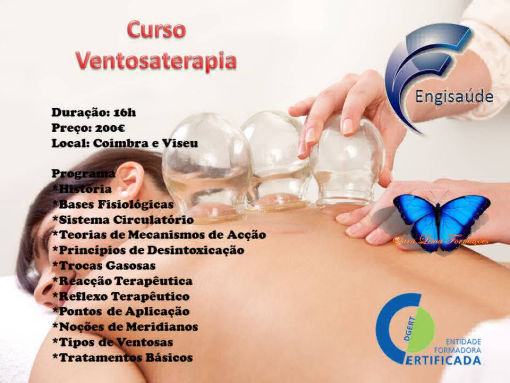 Curso
Ventosaterapia
Engisaúde
Duração: 16h
Preço: 200€
Local: Coimbra e Viseu
Programa
*História
*Bases Fisiológicas
*Sistema Circulatório
*Teorias de Mecanismos de Acção
*Princípios de Desintoxicação
*Trocas Gasosas
*Reacção Terapêutica
*Reflexo Terapêutico
*Pontos de Aplicação
*Noções de Meridianos
*Tipos de Ventosas
*Tratamentos Básicos
Lima Formações
DGERT
ENTIDADE
FORMADORA
CERTIFICADA